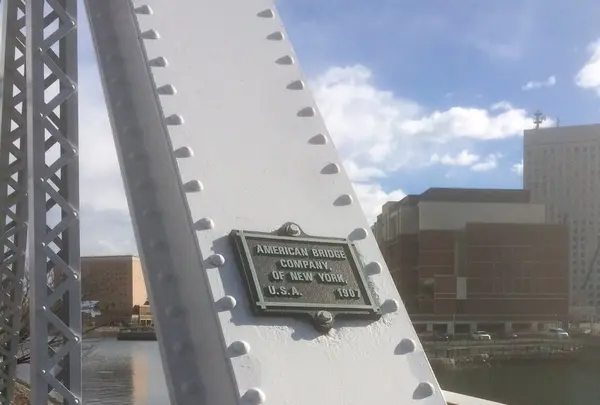 AMERICAN BRIDGE
COMPANY,
OF NEW YORK,
U.S.A. 1907